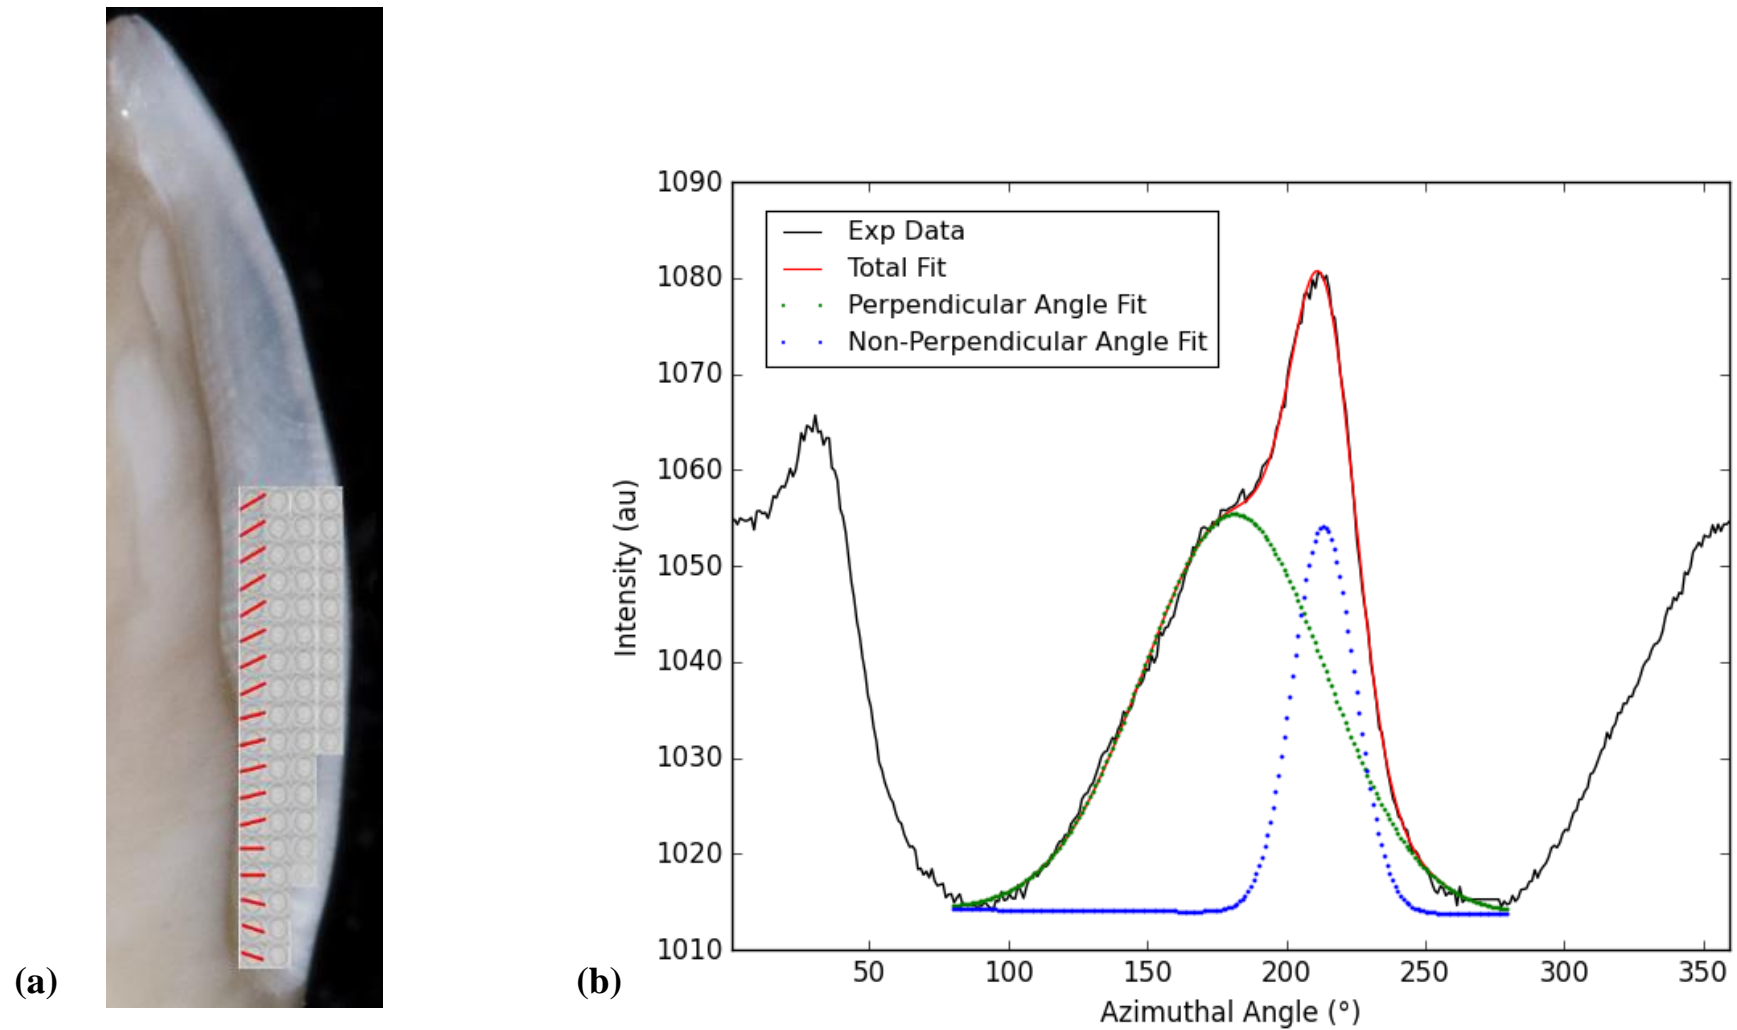 1090
1080
1070
1060
1050
1040
1030
1020
1010
Intensity (au)
Exp Data
Total Fit
Perpendicular Angle Fit
Non-Perpendicular Angle Fit
50 100 150 200 250 300 350
Azimuthal Angle (°)
(a) (b)